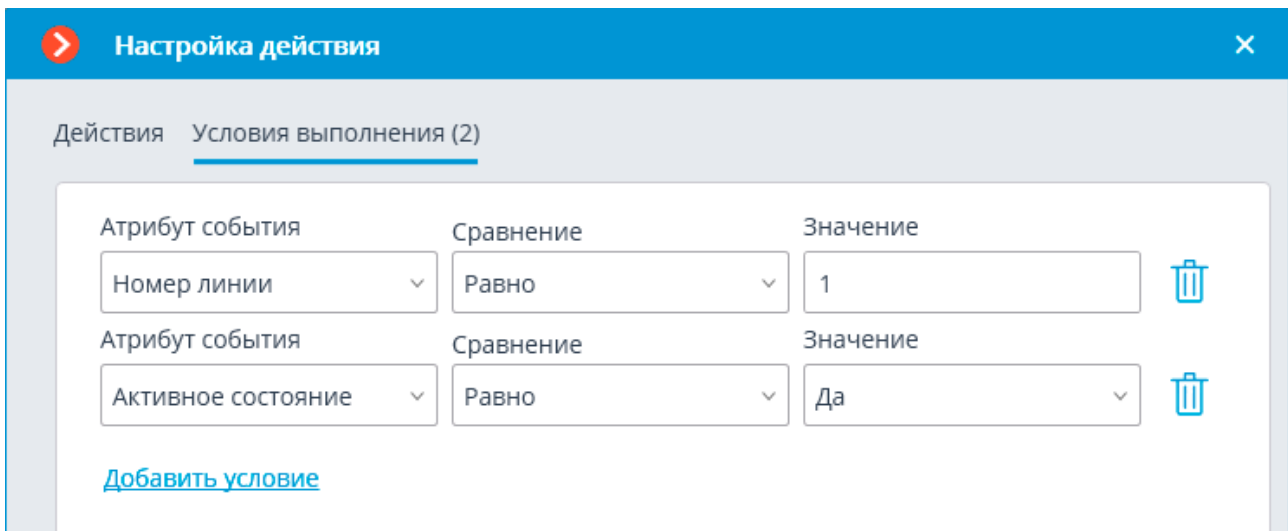 Настройка действия
Действия Условия выполнения (2)
Атрибут события Сравнение Значение
Номер линии Равно 1
Атрибут события Сравнение Значение
Активное состояние Равно Да
Добавить условие